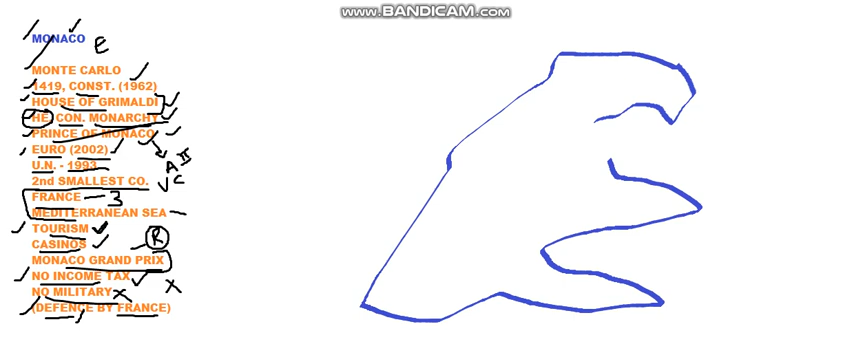 WWW.BANDICAM.COM
MONACO E
MONTE CARLO
1419, CONST. (1962)
HOUSE OF GRIMALDI
HE. CON. MONARCHY
PRINCE OF MONACO
EURO (2002)
A II
U.N. - 1993
2nd SMALLEST CO. C
FRANCE - 3
MEDITERRANEAN SEA
TOURISM
CASINOS R
MONACO GRAND PRIX
NO INCOME TAX
NO MILITARY
(DEFENCE BY FRANCE)